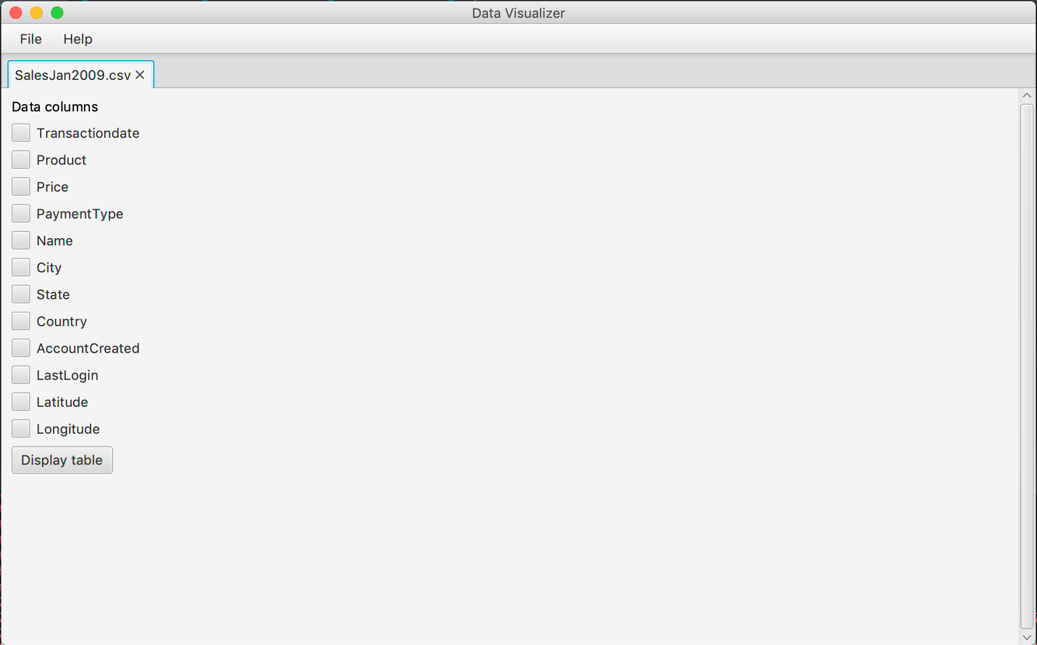 Data Visualizer
File Help
SalesJan2009.csv
Data columns
Transactiondate
Product
Price
PaymentType
Name
City
State
Country
AccountCreated
LastLogin
Latitude
Longitude
Display table